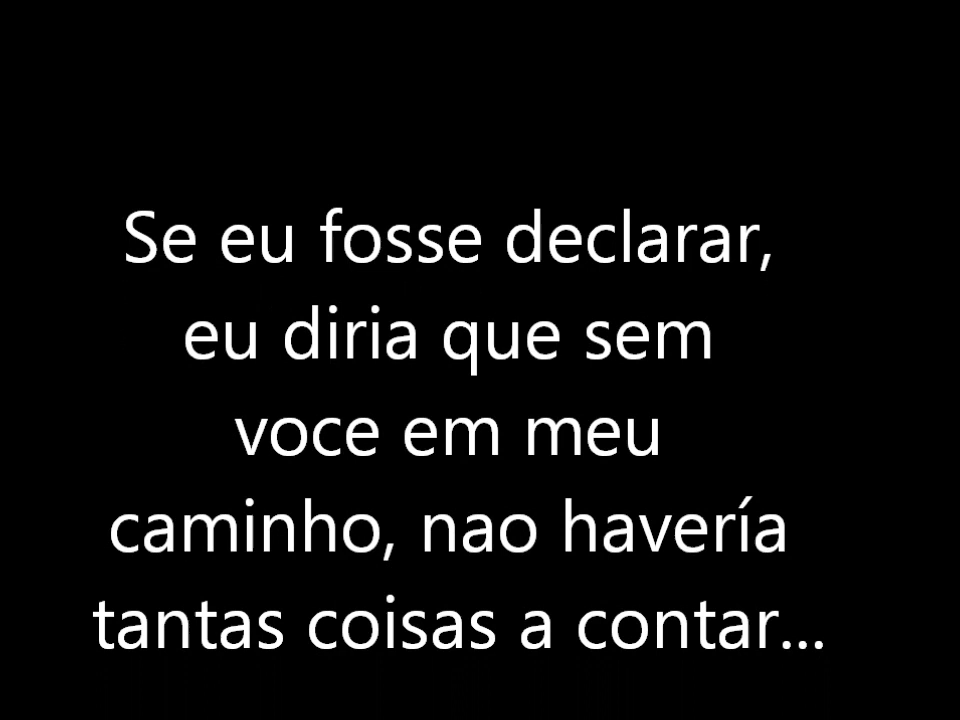 Se eu fosse declarar,
eu diria que sem
voce em meu
caminho, nao havería
tantas coisas a contar...